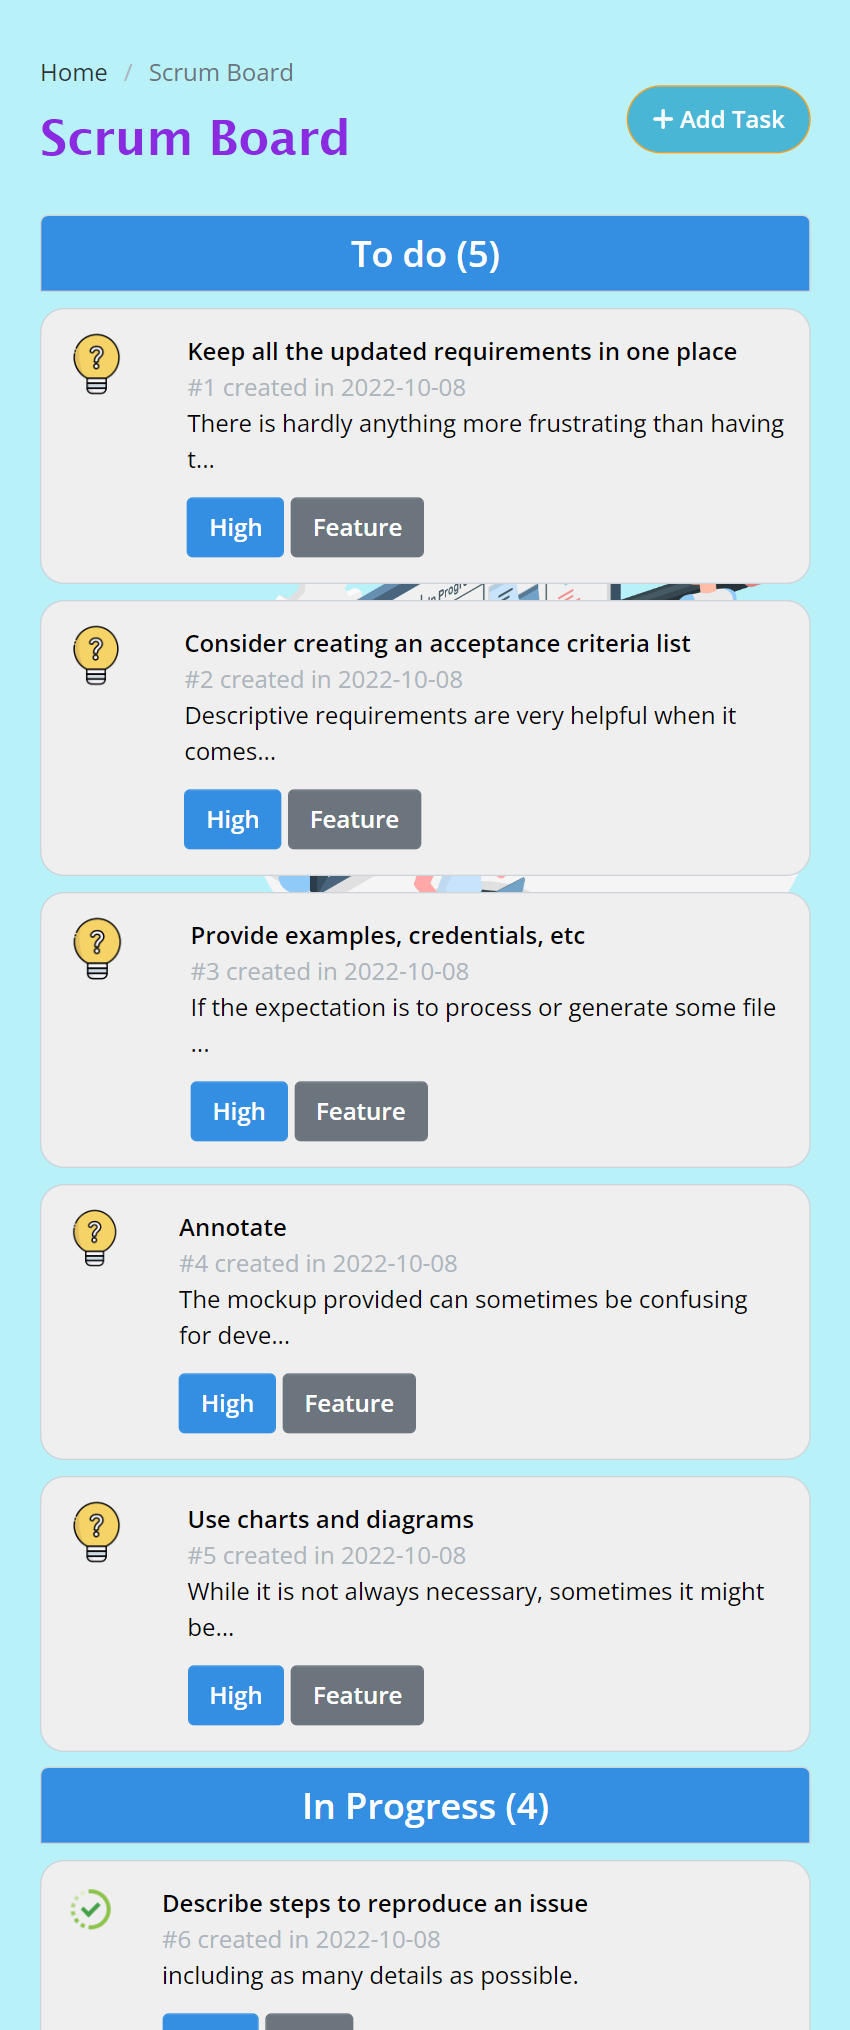 Home / Scrum Board
Scrum Board
+ Add Task
To do (5)
Keep all the updated requirements in one place
#1 created in 2022-10-08
There is hardly anything more frustrating than having
t...
High Feature
In Progr
Consider creating an acceptance criteria list
#2 created in 2022-10-08
Descriptive requirements are very helpful when it
comes...
High Feature
Provide examples, credentials, etc
#3 created in 2022-10-08
If the expectation is to process or generate some file
...
High Feature
Annotate
#4 created in 2022-10-08
The mockup provided can sometimes be confusing
for deve...
High Feature
Use charts and diagrams
#5 created in 2022-10-08
While it is not always necessary, sometimes it might
be...
High Feature
In Progress (4)
Describe steps to reproduce an issue
#6 created in 2022-10-08
including as many details as possible.